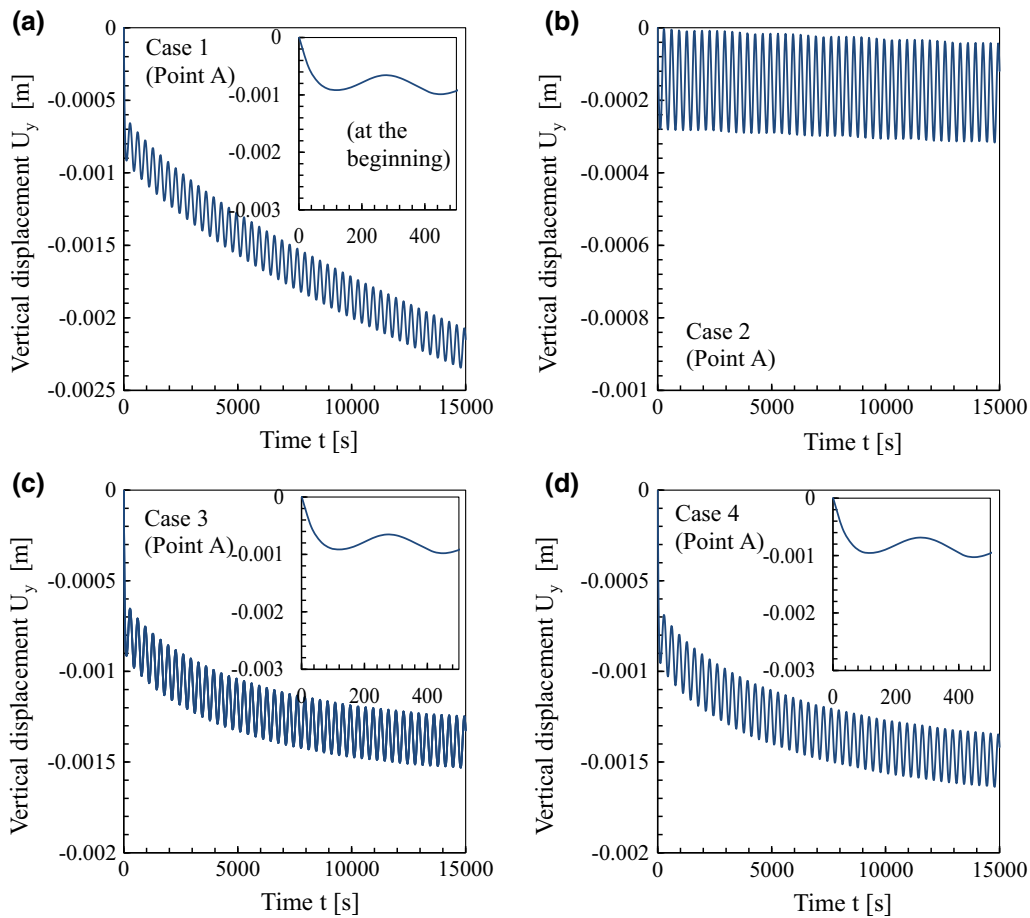 (a)
0
-0.0005
-0.001
-0.0015
-0.002
-0.0025
Vertical displacement U_y [m]
Case 1
(Point A)
0
-0.001
-0.002
-0.003
(at the
beginning)
0 200 400
0 5000 10000 15000
Time t [s]
(b)
0
-0.0002
-0.0004
-0.0006
-0.0008
-0.001
Vertical displacement U_y [m]
Case 2
(Point A)
0 5000 10000 15000
Time t [s]
(c)
0
-0.0005
-0.001
-0.0015
-0.002
Vertical displacement U_y [m]
Case 3
(Point A)
0
-0.001
-0.002
-0.003
0 200 400
0 5000 10000 15000
Time t [s]
(d)
0
-0.0005
-0.001
-0.0015
-0.002
Vertical displacement U_y [m]
Case 4
(Point A)
0
-0.001
-0.002
-0.003
0 200 400
0 5000 10000 15000
Time t [s]